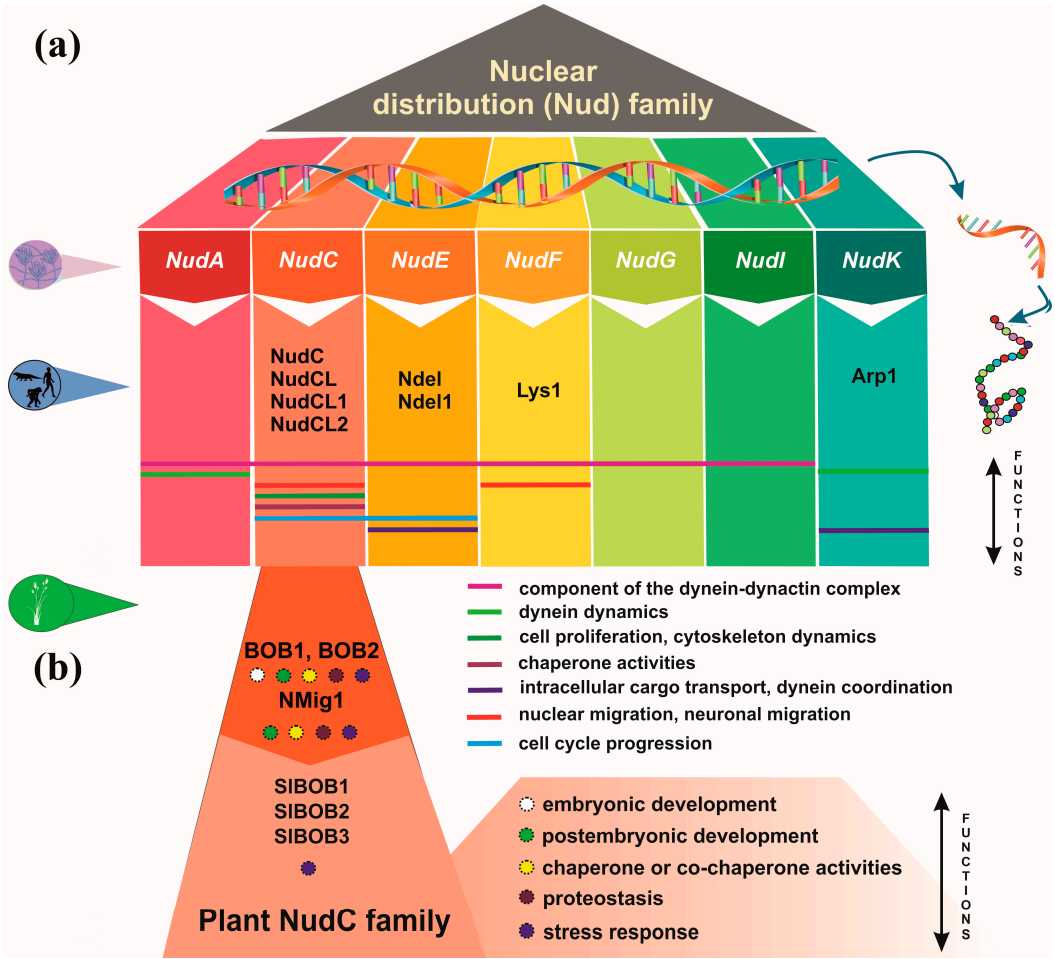 (a)
Nuclear
distribution (Nud) family
NudA
NudC
NudE
NudF
NudG
NudI
NudK
NudC
NudCL
NudCL1
NudCL2
Ndel
Ndel1
Lys1
Arp1
FUNCTIONS
component of the dynein-dynactin complex
dynein dynamics
cell proliferation, cytoskeleton dynamics
chaperone activities
intracellular cargo transport, dynein coordination
nuclear migration, neuronal migration
cell cycle progression
(b)
BOB1, BOB2
NMig1
SlBOB1
SlBOB2
SlBOB3
Plant NudC family
embryonic development
postembryonic development
chaperone or co-chaperone activities
proteostasis
stress response
FUNCTIONS